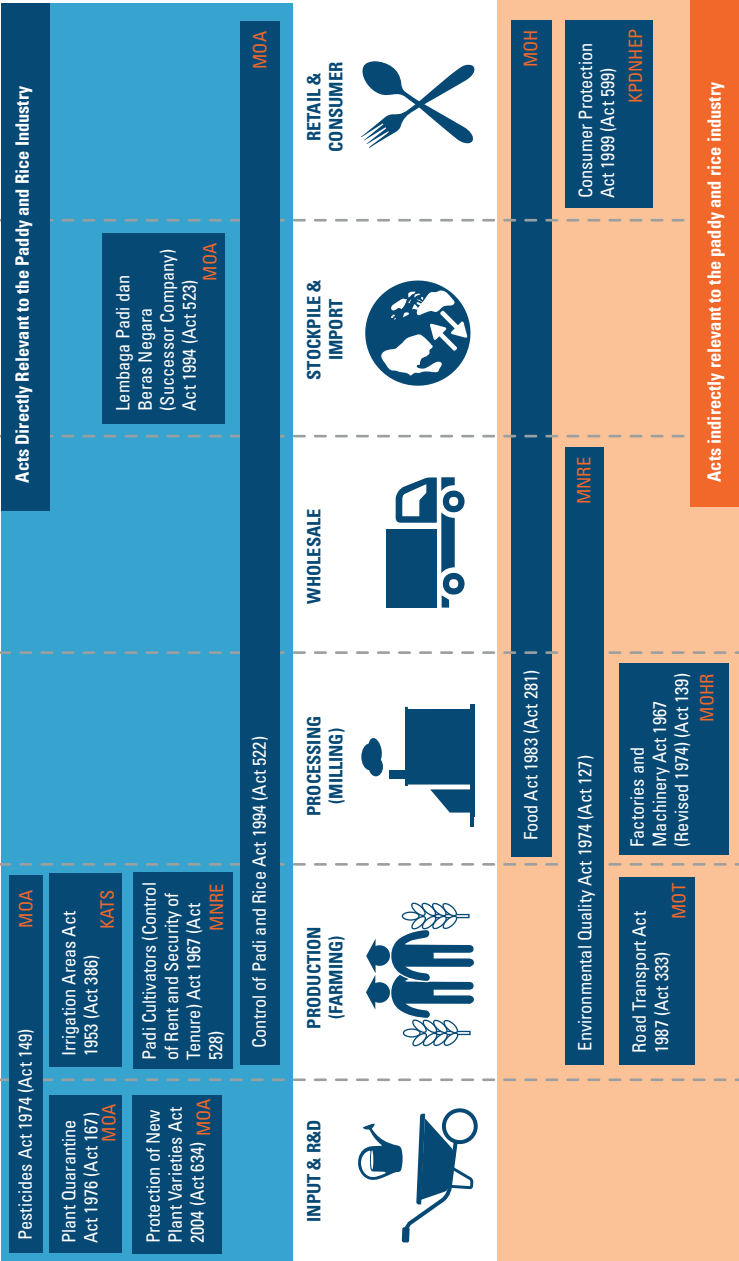 Acts Directly Relevant to the Paddy and Rice Industry
Pesticides Act 1974 (Act 149)
MOA
Plant Quarantine
Act 1976 (Act 167)
MOA
Irrigation Areas Act
1953 (Act 386)
KATS
Protection of New
Plant Varieties Act
2004 (Act 634)
MOA
Padi Cultivators (Control
of Rent and Security of
Tenure) Act 1967 (Act
528)
MNRE
Lembaga Padi dan
Beras Negara
(Successor Company)
Act 1994 (Act 523)
MOA
Control of Padi and Rice Act 1994 (Act 522)
MOA
INPUT & R&D
PRODUCTION
(FARMING)
PROCESSING
(MILLING)
WHOLESALE
STOCKPILE &
IMPORT
RETAIL &
CONSUMER
Food Act 1983 (Act 281)
MOH
Environmental Quality Act 1974 (Act 127)
MNRE
Consumer Protection
Act 1999 (Act 599)
KPDNHEP
Road Transport Act
1987 (Act 333)
MOT
Factories and
Machinery Act 1967
(Revised 1974) (Act 139)
MOHR
Acts indirectly relevant to the paddy and rice industry